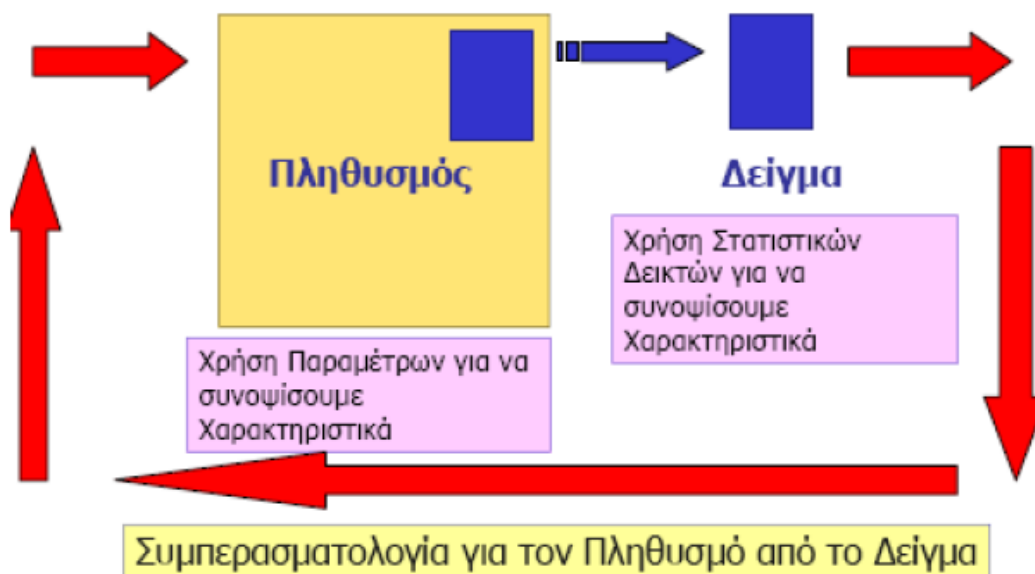 Πληθυσμός
Δείγμα
Χρήση Στατιστικών
Δεικτών για να
συνοψίσουμε
Χαρακτηριστικά
Χρήση Παραμέτρων για να
συνοψίσουμε
Χαρακτηριστικά
Συμπερασματολογία για τον Πληθυσμό από το Δείγμα